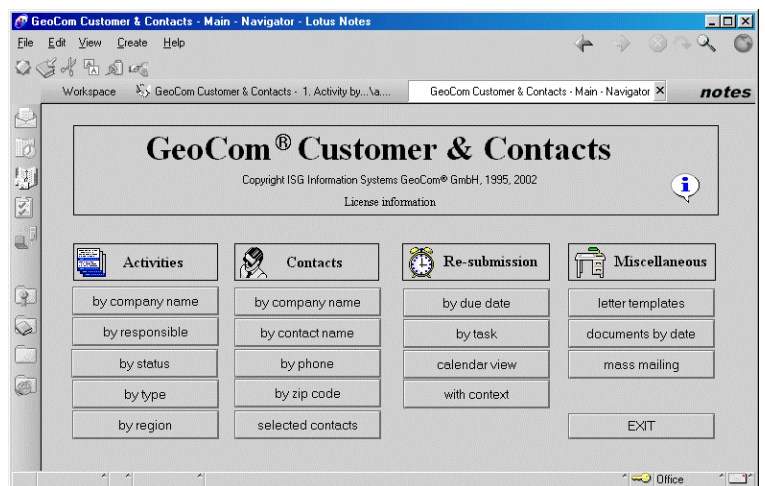 GeoCom Customer & Contacts - Main - Navigator - Lotus Notes
File Edit View Create Help
Workspace GeoCom Customer & Contacts - 1. Activity by...\a.... GeoCom Customer & Contacts - Main - Navigator notes
GeoCom® Customer & Contacts
Copyright ISG Information Systems GeoCom® GmbH, 1995, 2002
License information
Activities Contacts Re-submission Miscellaneous
by company name by company name by due date letter templates
by responsible by contact name by task documents by date
by status by phone calendar view mass mailing
by type by zip code with context
by region selected contacts EXIT
Office